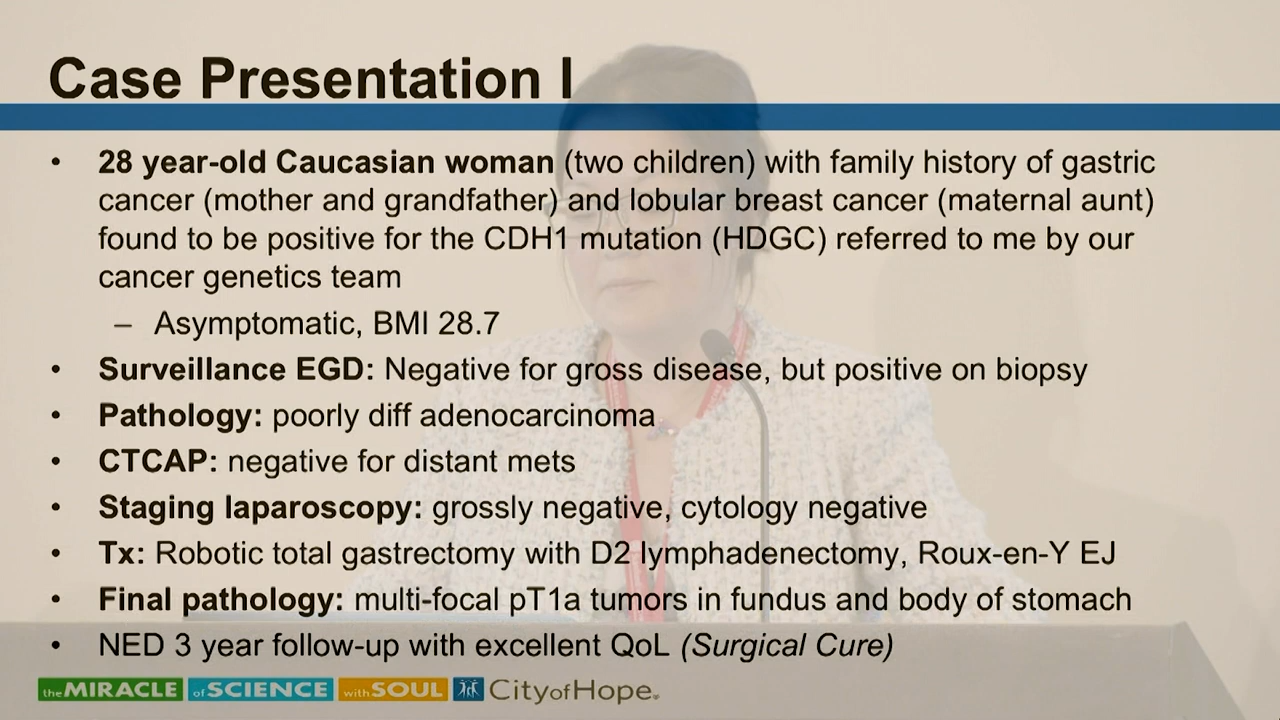 Case Presentation I
• 28 year-old Caucasian woman (two children) with family history of gastric
cancer (mother and grandfather) and lobular breast cancer (maternal aunt)
found to be positive for the CDH1 mutation (HDGC) referred to me by our
cancer genetics team
– Asymptomatic, BMI 28.7
• Surveillance EGD: Negative for gross disease, but positive on biopsy
• Pathology: poorly diff adenocarcinoma
• CTCAP: negative for distant mets
• Staging laparoscopy: grossly negative, cytology negative
• Tx: Robotic total gastrectomy with D2 lymphadenectomy, Roux-en-Y EJ
• Final pathology: multi-focal pT1a tumors in fundus and body of stomach
• NED 3 year follow-up with excellent QoL (Surgical Cure)
the MIRACLE of SCIENCE with SOUL CityofHope®